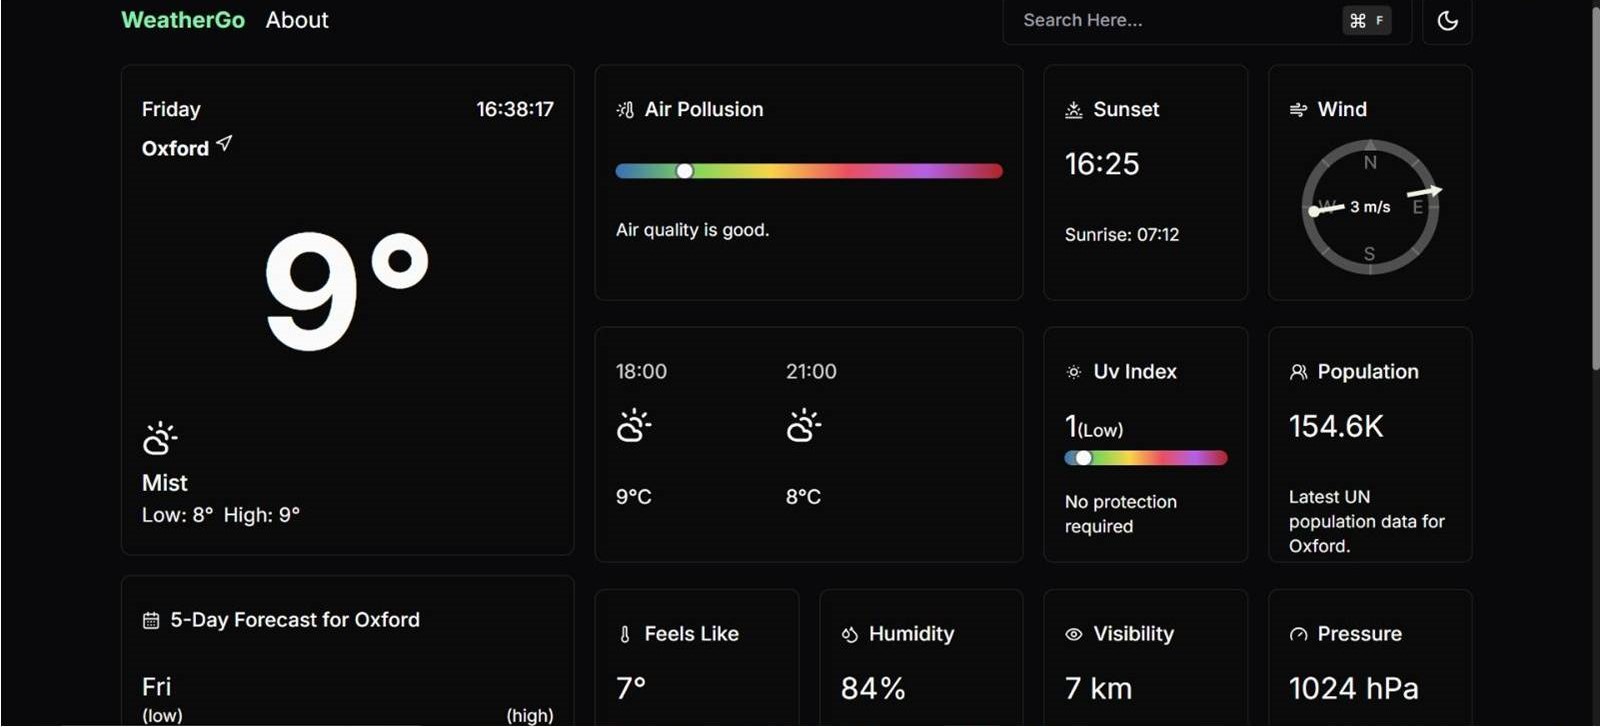 WeatherGo About
Search Here...
⌘ F
Friday
16:38:17
Oxford
9°
Mist
Low: 8° High: 9°
Air Pollusion
Air quality is good.
Sunset
16:25
Sunrise: 07:12
Wind
N
W 3 m/s E
S
18:00
21:00
9°C
8°C
Uv Index
1(Low)
No protection
required
Population
154.6K
Latest UN
population data for
Oxford.
5-Day Forecast for Oxford
Fri
(low)
(high)
Feels Like
7°
Humidity
84%
Visibility
7 km
Pressure
1024 hPa